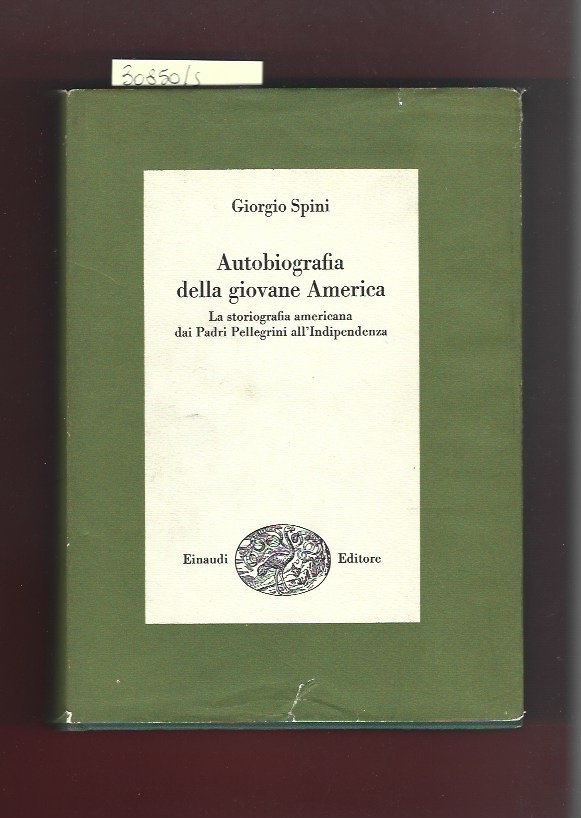 30850/s
Giorgio Spini
Autobiografia
della giovane America
La storiografia americana
dai Padri Pellegrini all'Indipendenza
Einaudi Editore